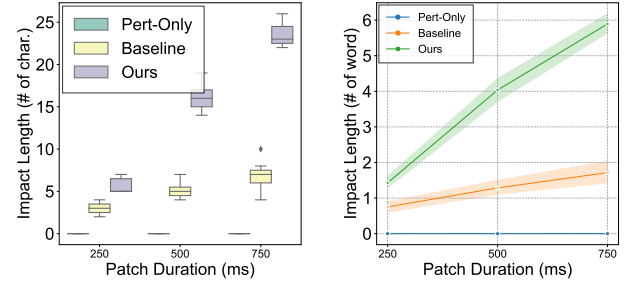 Pert-Only
Baseline
Ours
Impact Length (# of char.)
25
20
15
10
5
0
250
500
750
Patch Duration (ms)
Pert-Only
Baseline
Ours
Impact Length (# of word)
6
5
4
3
2
1
0
250
500
750
Patch Duration (ms)